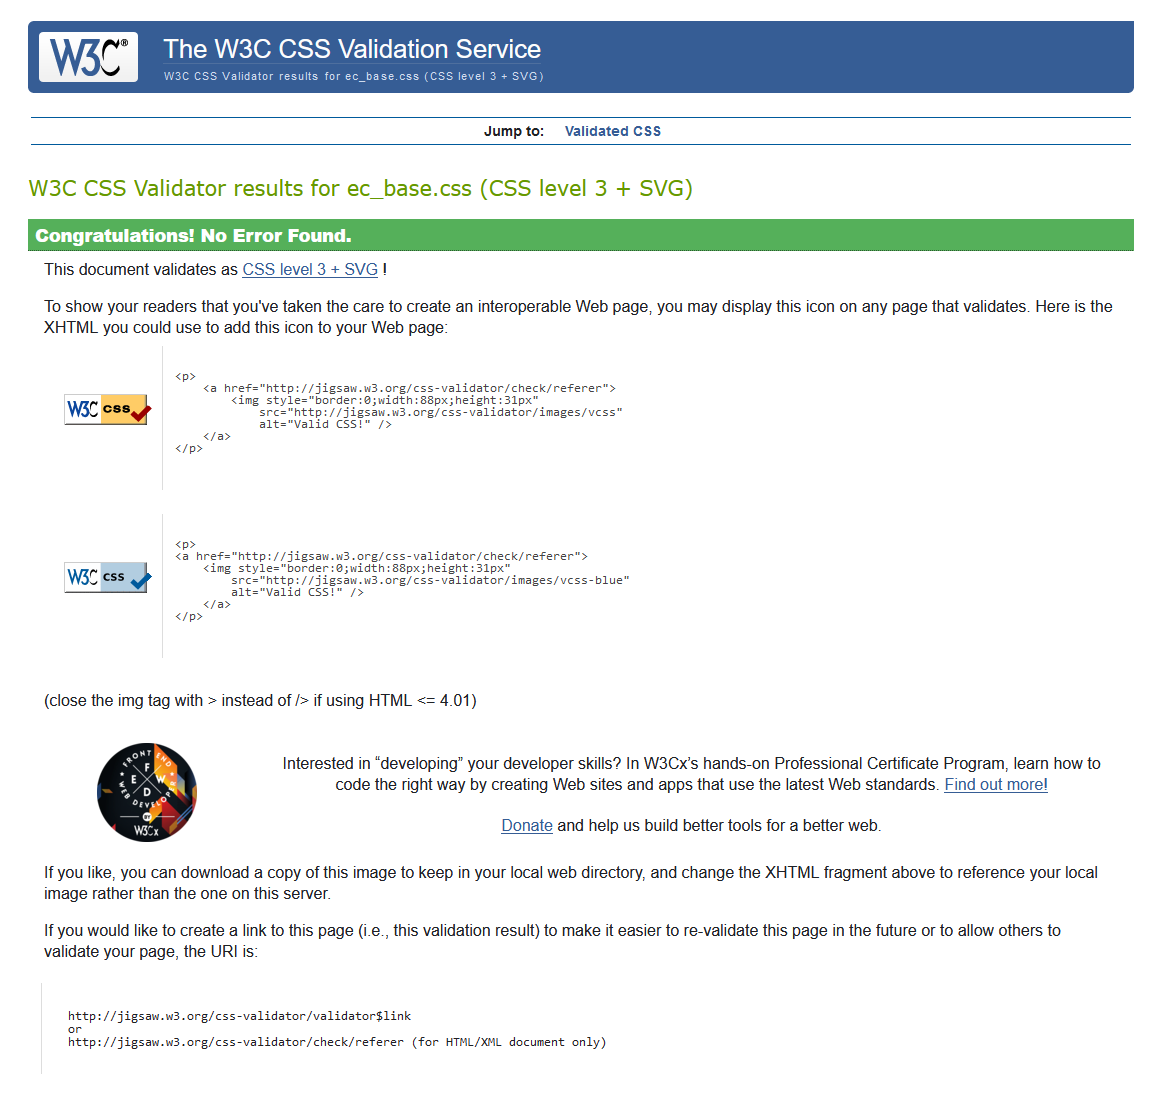 W3C®
The W3C CSS Validation Service
W3C CSS Validator results for ec_base.css (CSS level 3 + SVG)
Jump to: Validated CSS
W3C CSS Validator results for ec_base.css (CSS level 3 + SVG)
Congratulations! No Error Found.
This document validates as CSS level 3 + SVG !
To show your readers that you've taken the care to create an interoperable Web page, you may display this icon on any page that validates. Here is the
XHTML you could use to add this icon to your Web page:
W3C css
<p>
<a href="http://jigsaw.w3.org/css-validator/check/referer">
<img style="border:0;width:88px;height:31px"
src="http://jigsaw.w3.org/css-validator/images/vcss"
alt="Valid CSS!" />
</a>
</p>
W3C css
<p>
<a href="http://jigsaw.w3.org/css-validator/check/referer">
<img style="border:0;width:88px;height:31px"
src="http://jigsaw.w3.org/css-validator/images/vcss-blue"
alt="Valid CSS!" />
</a>
</p>
(close the img tag with > instead of /> if using HTML <= 4.01)
FRONT END
F
E W
D
WEB DEVELOPER
BY
W3Cx
Interested in “developing” your developer skills? In W3Cx’s hands-on Professional Certificate Program, learn how to
code the right way by creating Web sites and apps that use the latest Web standards. Find out more!
Donate and help us build better tools for a better web.
If you like, you can download a copy of this image to keep in your local web directory, and change the XHTML fragment above to reference your local
image rather than the one on this server.
If you would like to create a link to this page (i.e., this validation result) to make it easier to re-validate this page in the future or to allow others to
validate your page, the URI is:
http://jigsaw.w3.org/css-validator/validator$link
or
http://jigsaw.w3.org/css-validator/check/referer (for HTML/XML document only)